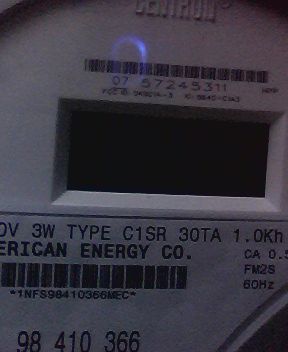 CENTRON
07 57245311
0V 3W TYPE C1SR 30TA 1.0Kh
ERICAN ENERGY CO.
CA 0.5
FM2S
60Hz
*1NFS98410366MEC*
98 410 366